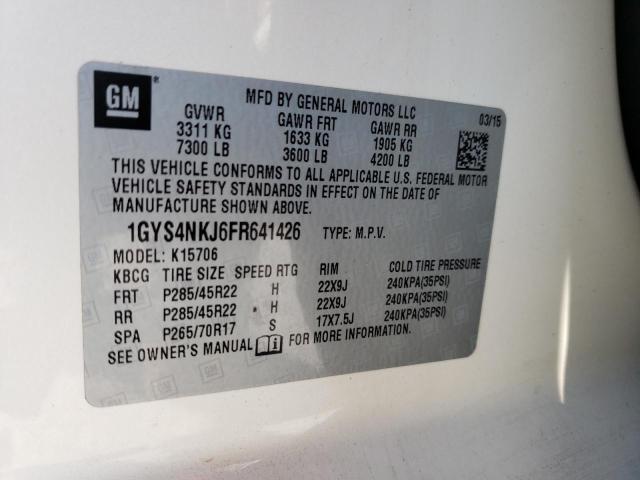 GM ®
MFD BY GENERAL MOTORS LLC
03/15
GVWR GAWR FRT GAWR RR
3311 KG 1633 KG 1905 KG
7300 LB 3600 LB 4200 LB
THIS VEHICLE CONFORMS TO ALL APPLICABLE U.S. FEDERAL MOTOR
VEHICLE SAFETY STANDARDS IN EFFECT ON THE DATE OF
MANUFACTURE SHOWN ABOVE.
1GYS4NKJ6FR641426 TYPE: M.P.V.
MODEL: K15706
KBCG TIRE SIZE SPEED RTG RIM COLD TIRE PRESSURE
FRT P285/45R22 H 22X9J 240KPA(35PSI)
RR P285/45R22 * H 22X9J 240KPA(35PSI)
SPA P265/70R17 S 17X7.5J 240KPA(35PSI)
SEE OWNER'S MANUAL FOR MORE INFORMATION.